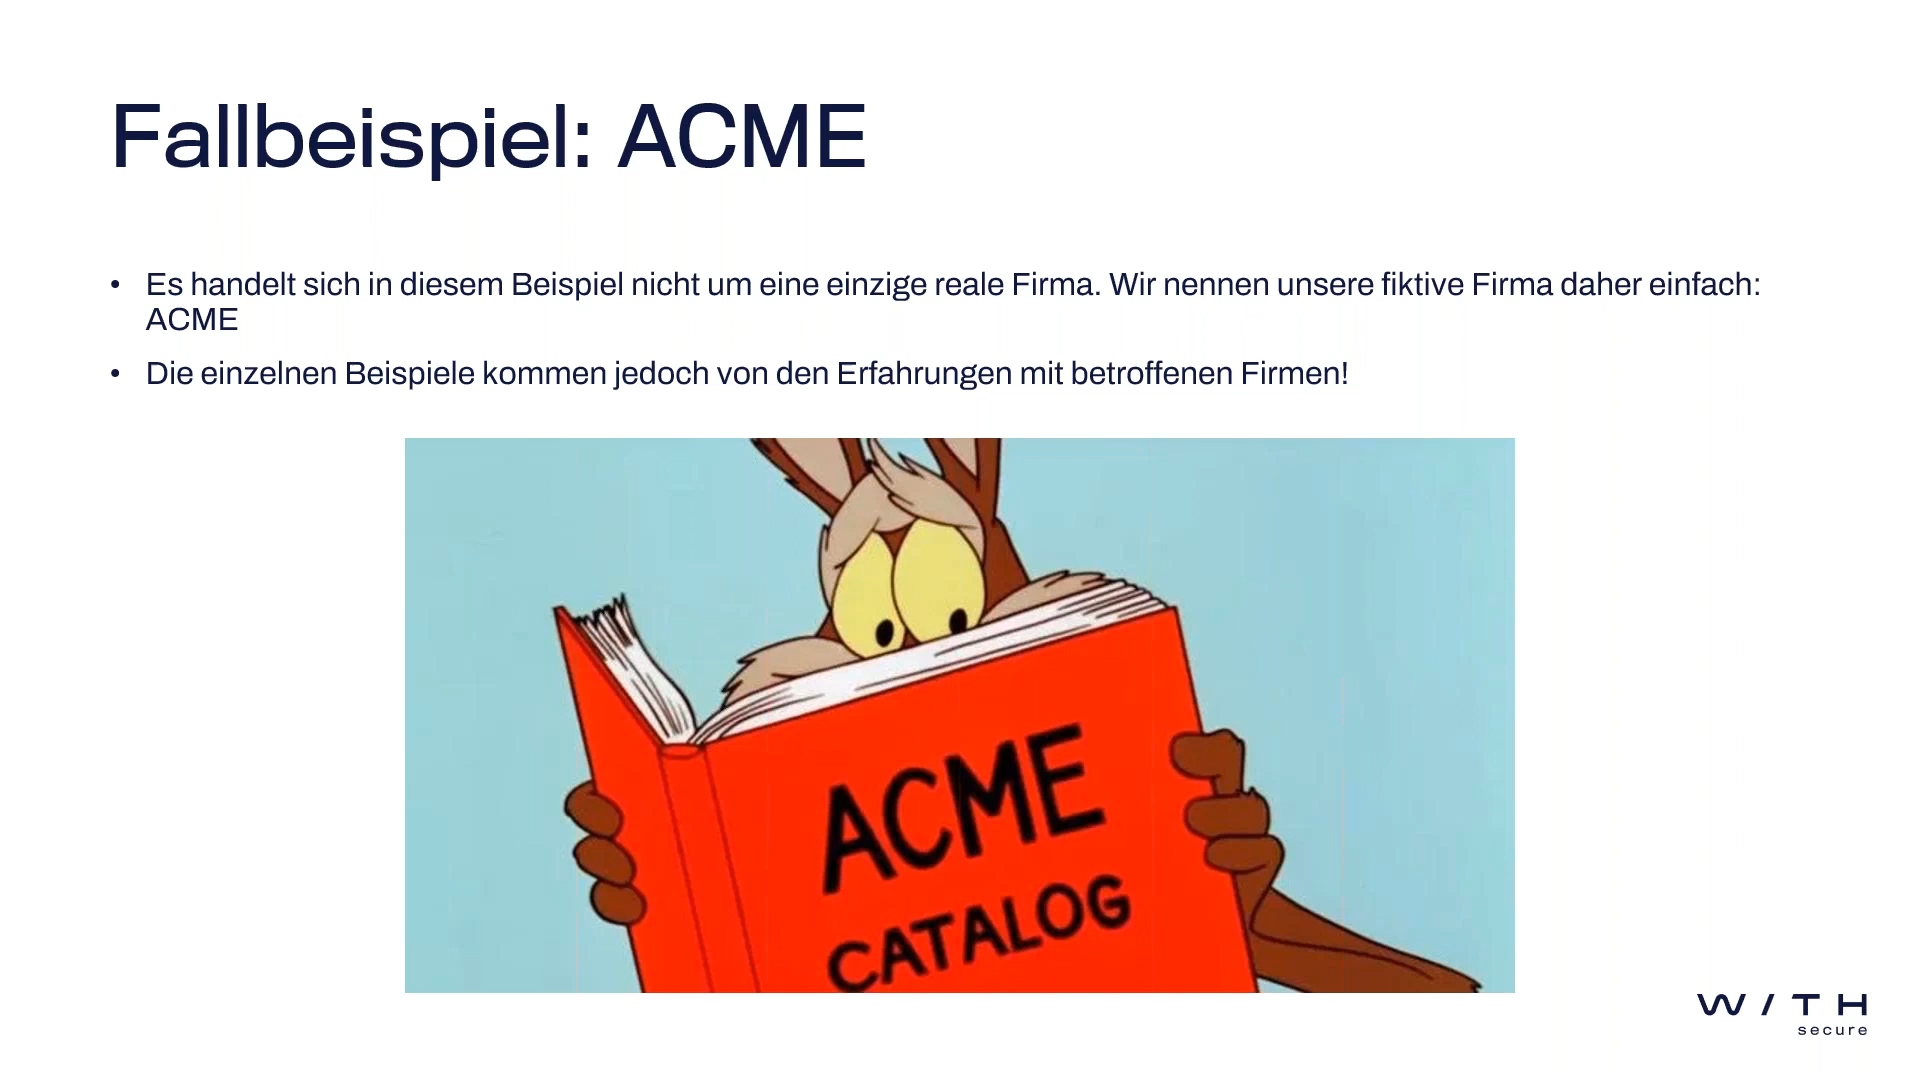 Fallbeispiel: ACME
• Es handelt sich in diesem Beispiel nicht um eine einzige reale Firma. Wir nennen unsere fiktive Firma daher einfach:
ACME
• Die einzelnen Beispiele kommen jedoch von den Erfahrungen mit betroffenen Firmen!
ACME
CATALOG
W/TH
secure